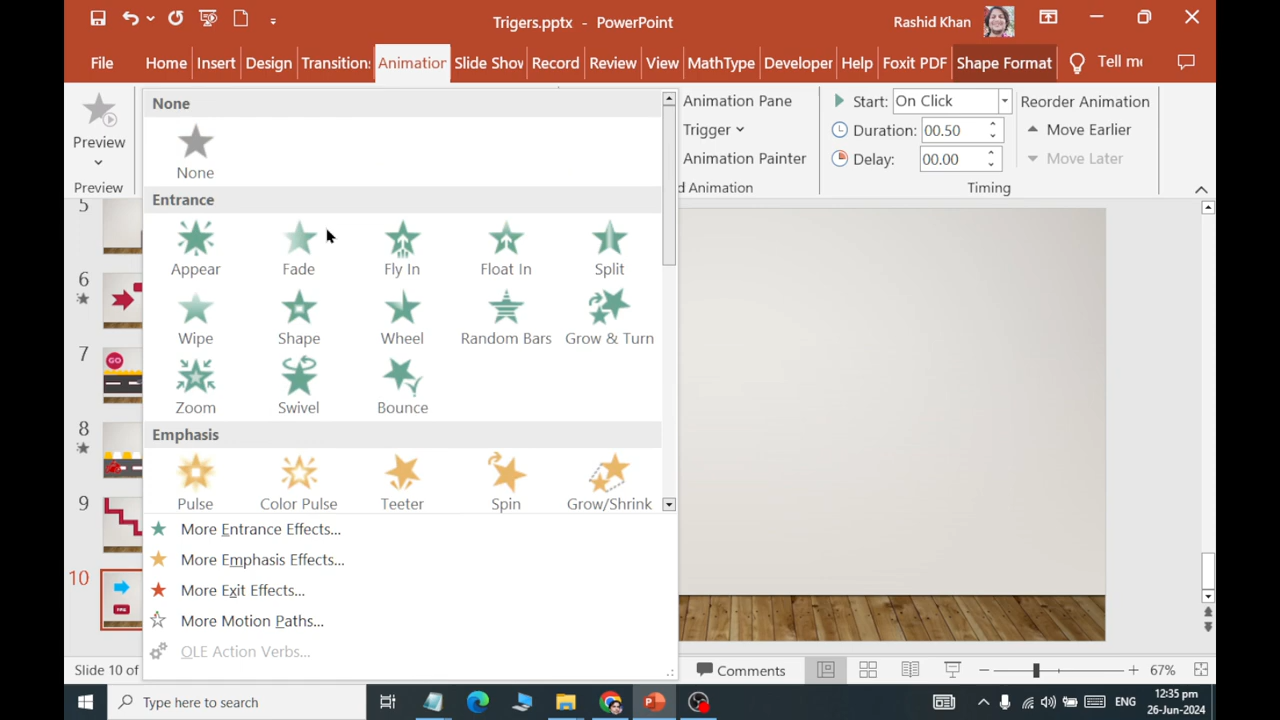 Trigers.pptx - PowerPoint
Rashid Khan
File Home Insert Design Transition: Animation Slide Shov Record Review View MathType Developer Help Foxit PDF Shape Format Tell me
Preview
Preview
None
None
Entrance
Appear Fade Fly In Float In Split
Wipe Shape Wheel Random Bars Grow & Turn
Zoom Swivel Bounce
Emphasis
Pulse Color Pulse Teeter Spin Grow/Shrink
More Entrance Effects...
More Emphasis Effects...
More Exit Effects...
More Motion Paths...
OLE Action Verbs...
Animation Pane
Trigger
Animation Painter
d Animation
Start: On Click
Duration: 00.50
Delay: 00.00
Timing
Reorder Animation
Move Earlier
Move Later
5
6
7
GO
8
9
10
Slide 10 of
Comments
67%
Type here to search
ENG
12:35 pm
26-Jun-2024